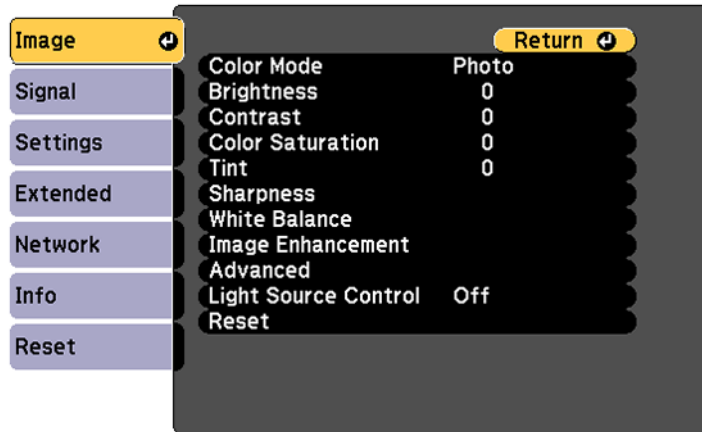 Image
Signal
Settings
Extended
Network
Info
Reset
Return
Color Mode Photo
Brightness 0
Contrast 0
Color Saturation 0
Tint 0
Sharpness
White Balance
Image Enhancement
Advanced
Light Source Control Off
Reset